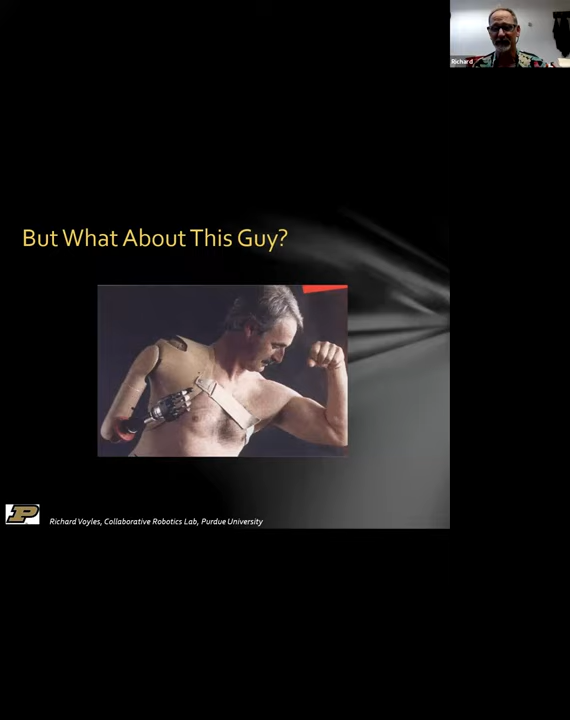 Richard
But What About This Guy?
P
Richard Voyles, Collaborative Robotics Lab, Purdue University